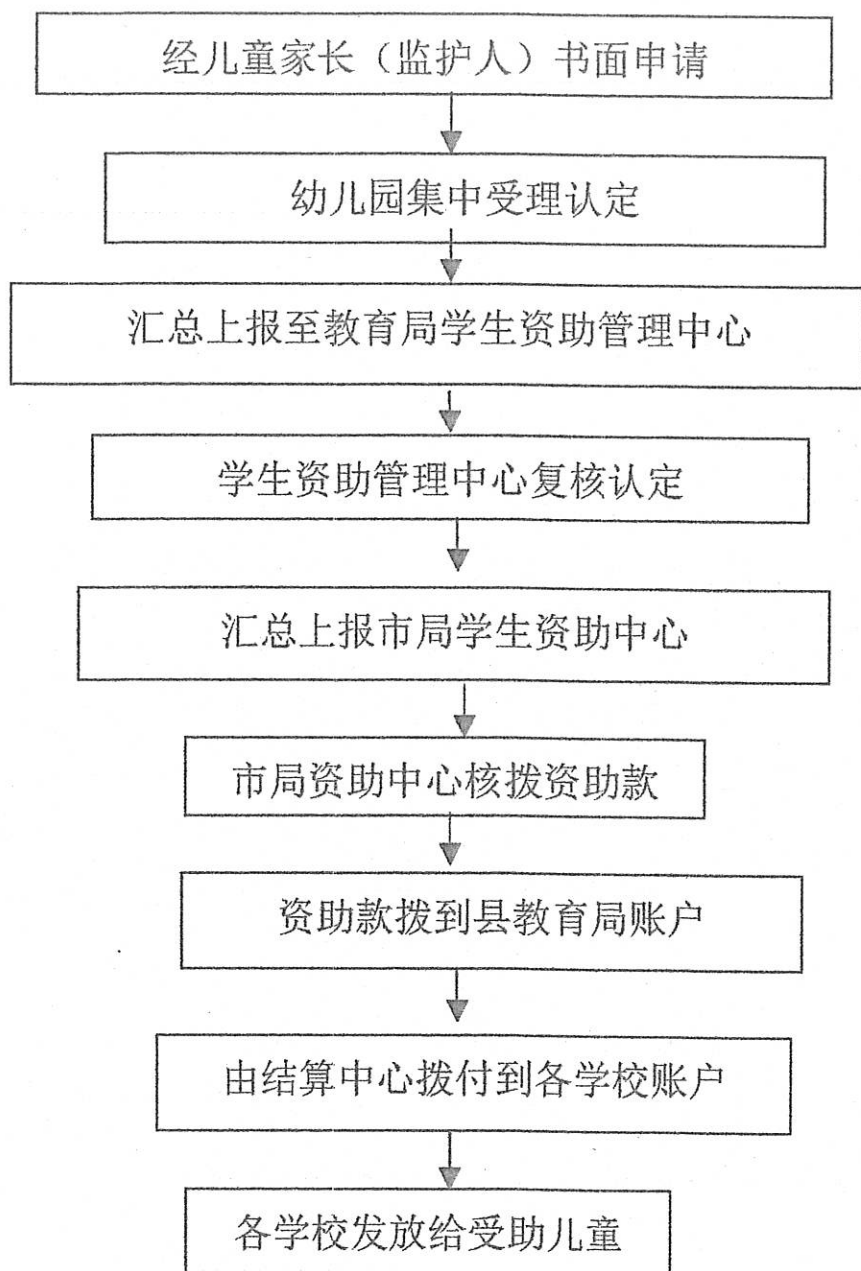 经儿童家长（监护人）书面申请
幼儿园集中受理认定
汇总上报至教育局学生资助管理中心
学生资助管理中心复核认定
汇总上报市局学生资助中心
市局资助中心核拨资助款
资助款拨到县教育局账户
由结算中心拨付到各学校账户
各学校发放给受助儿童